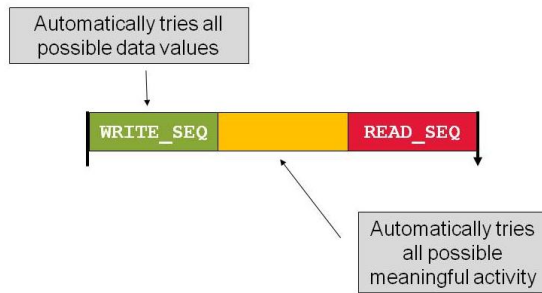 Automatically tries all
possible data values
WRITE_SEQ
READ_SEQ
Automatically tries
all possible
meaningful activity